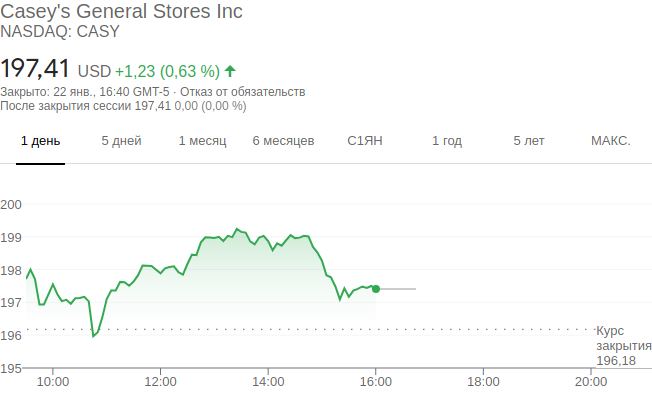 Casey's General Stores Inc
NASDAQ: CASY
197,41 USD +1,23 (0,63 %)
Закрыто: 22 янв., 16:40 GMT-5 · Отказ от обязательств
После закрытия сессии 197,41 0,00 (0,00 %)
1 день 5 дней 1 месяц 6 месяцев С1ЯН 1 год 5 лет МАКС.
200
199
198
197
196
Курс
закрытия
196,18
195
10:00 12:00 14:00 16:00 18:00 20:00